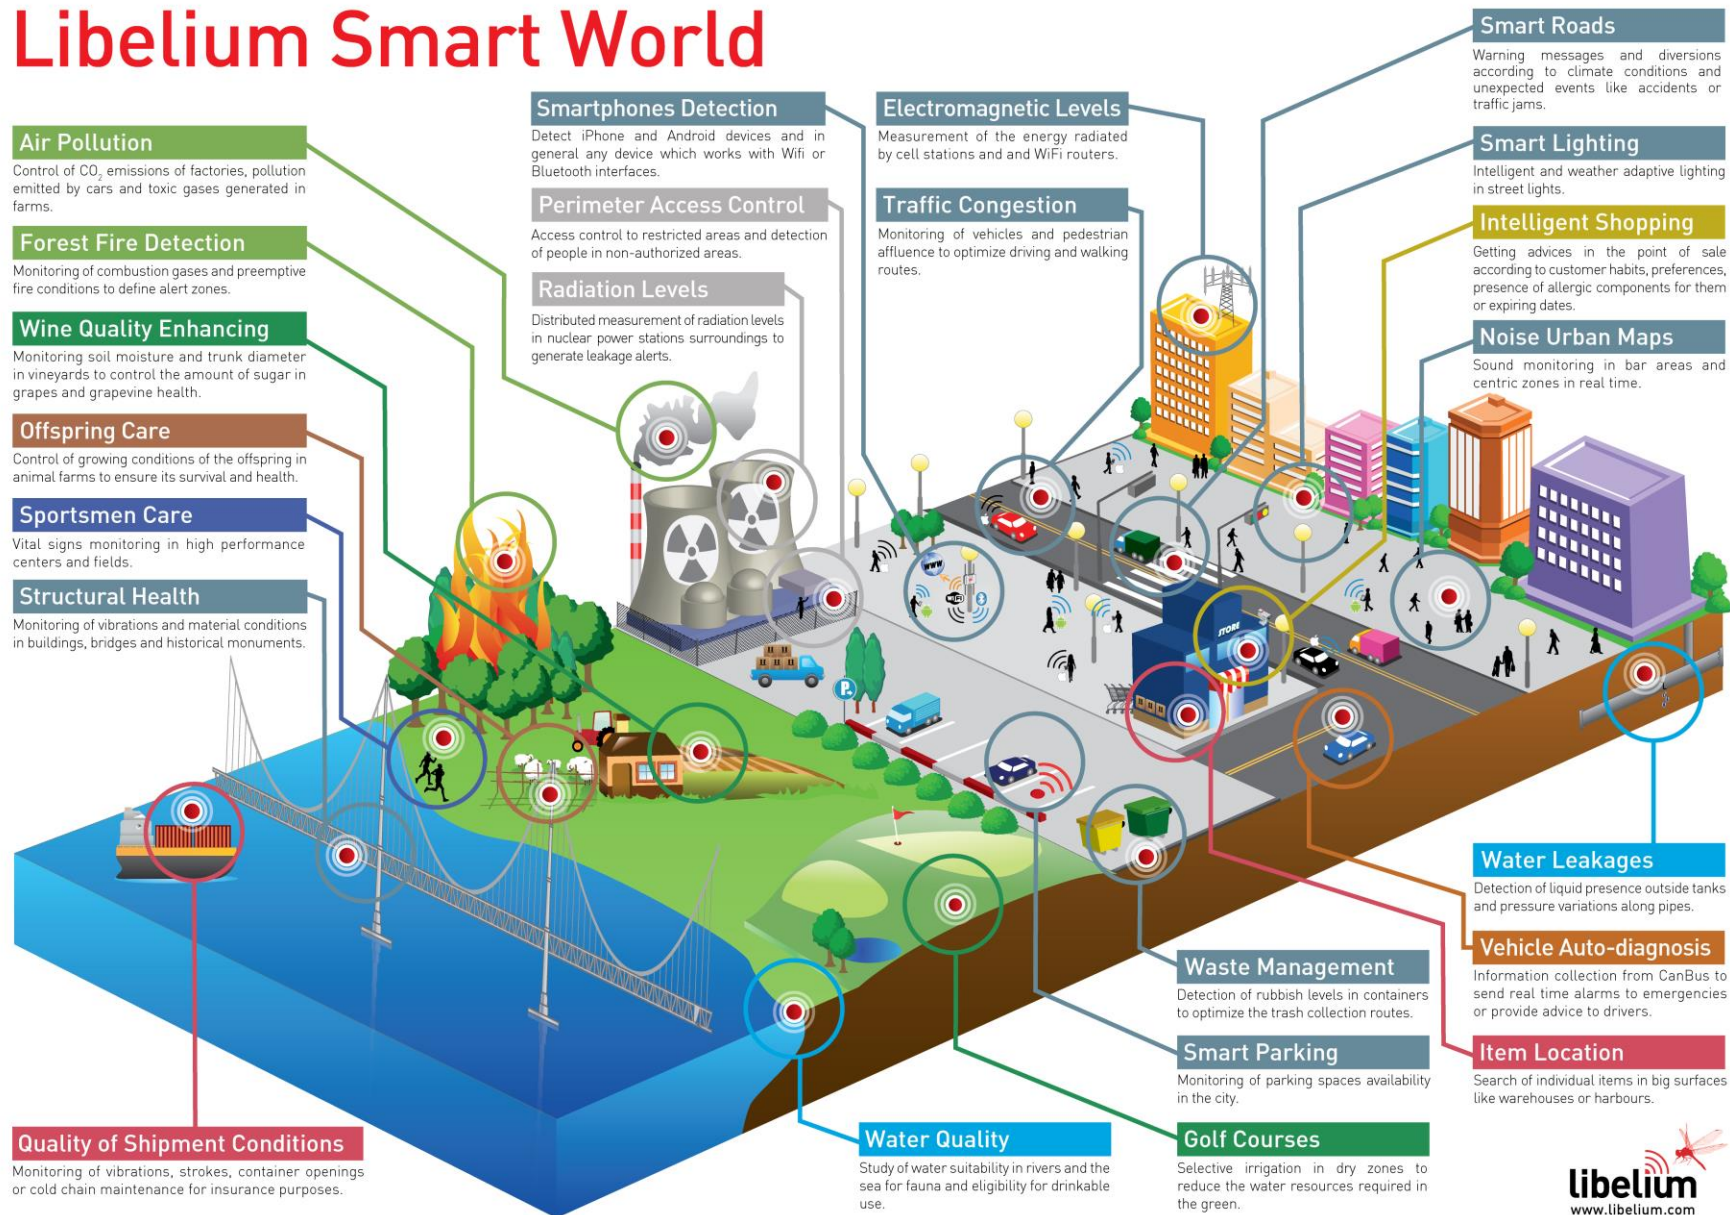 Libelium Smart World
Air Pollution
Control of CO₂ emissions of factories, pollution
emitted by cars and toxic gases generated in
farms.
Forest Fire Detection
Monitoring of combustion gases and preemptive
fire conditions to define alert zones.
Wine Quality Enhancing
Monitoring soil moisture and trunk diameter
in vineyards to control the amount of sugar in
grapes and grapevine health.
Offspring Care
Control of growing conditions of the offspring in
animal farms to ensure its survival and health.
Sportsmen Care
Vital signs monitoring in high performance
centers and fields.
Structural Health
Monitoring of vibrations and material conditions
in buildings, bridges and historical monuments.
Quality of Shipment Conditions
Monitoring of vibrations, strokes, container openings
or cold chain maintenance for insurance purposes.
Smartphones Detection
Detect iPhone and Android devices and in
general any device which works with Wifi or
Bluetooth interfaces.
Perimeter Access Control
Access control to restricted areas and detection
of people in non-authorized areas.
Radiation Levels
Distributed measurement of radiation levels
in nuclear power stations surroundings to
generate leakage alerts.
Electromagnetic Levels
Measurement of the energy radiated
by cell stations and and WiFi routers.
Traffic Congestion
Monitoring of vehicles and pedestrian
affluence to optimize driving and walking
routes.
Smart Roads
Warning messages and diversions
according to climate conditions and
unexpected events like accidents or
traffic jams.
Smart Lighting
Intelligent and weather adaptive lighting
in street lights.
Intelligent Shopping
Getting advices in the point of sale
according to customer habits, preferences,
presence of allergic components for them
or expiring dates.
Noise Urban Maps
Sound monitoring in bar areas and
centric zones in real time.
www
WiFi
STORE
P
Water Leakages
Detection of liquid presence outside tanks
and pressure variations along pipes.
Vehicle Auto-diagnosis
Information collection from CanBus to
send real time alarms to emergencies
or provide advice to drivers.
Item Location
Search of individual items in big surfaces
like warehouses or harbours.
Waste Management
Detection of rubbish levels in containers
to optimize the trash collection routes.
Smart Parking
Monitoring of parking spaces availability
in the city.
Golf Courses
Selective irrigation in dry zones to
reduce the water resources required in
the green.
Water Quality
Study of water suitability in rivers and the
sea for fauna and eligibility for drinkable
use.
libelium
www.libelium.com